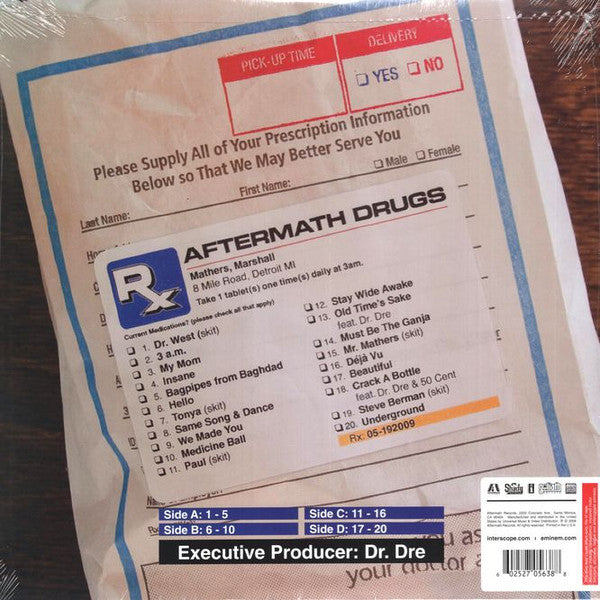 PICK-UP TIME
DELIVERY
YES
NO
Please Supply All of Your Prescription Information
Below so That We May Better Serve You
Male
Female
Last Name:
First Name:
AFTERMATH DRUGS
Rx
Mathers, Marshall
8 Mile Road, Detroit MI
Take 1 tablet(s) one time(s) daily at 3am.
Current Medications? (please check all that apply)
1. Dr. West (skit)
2. 3 a.m.
3. My Mom
4. Insane
5. Bagpipes from Baghdad
6. Hello
7. Tonya (skit)
8. Same Song & Dance
9. We Made You
10. Medicine Ball
11. Paul (skit)
12. Stay Wide Awake
13. Old Time's Sake
feat. Dr. Dre
14. Must Be The Ganja
15. Mr. Mathers (skit)
16. Déjà Vu
17. Beautiful
18. Crack A Bottle
feat. Dr. Dre & 50 Cent
19. Steve Berman (skit)
20. Underground
Rx: 05-192009
Side A: 1 - 5
Side C: 11 - 16
Side B: 6 - 10
Side D: 17 - 20
Executive Producer: Dr. Dre
you as
your doctor a
interscope.com
eminem.com
6 02527 05638 8